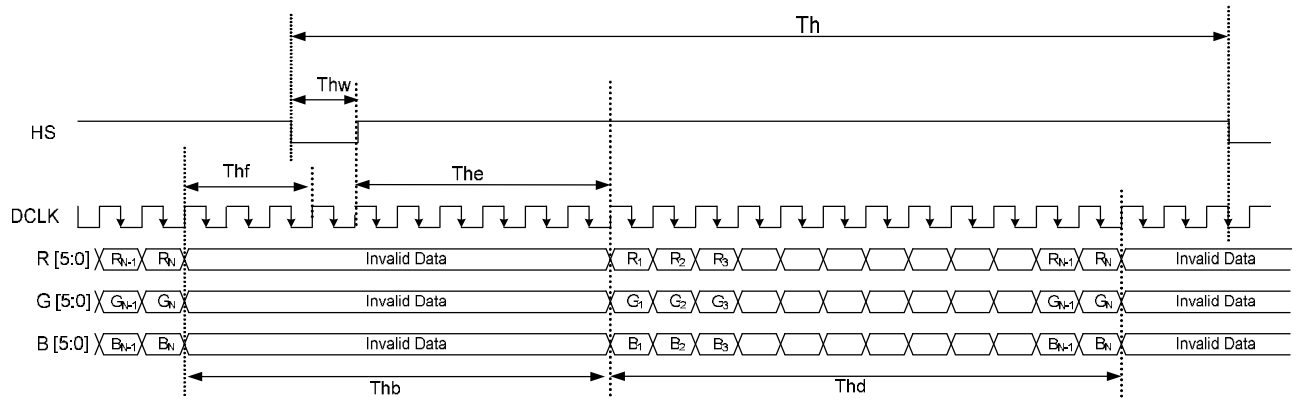 Th
Thw
HS
Thf
The
DCLK
R [5:0] RN-1 RN Invalid Data R1 R2 R3 RN-1 RN Invalid Data
G [5:0] GN-1 GN Invalid Data G1 G2 G3 GN-1 GN Invalid Data
B [5:0] BN-1 BN Invalid Data B1 B2 B3 BN-1 BN Invalid Data
Thb
Thd